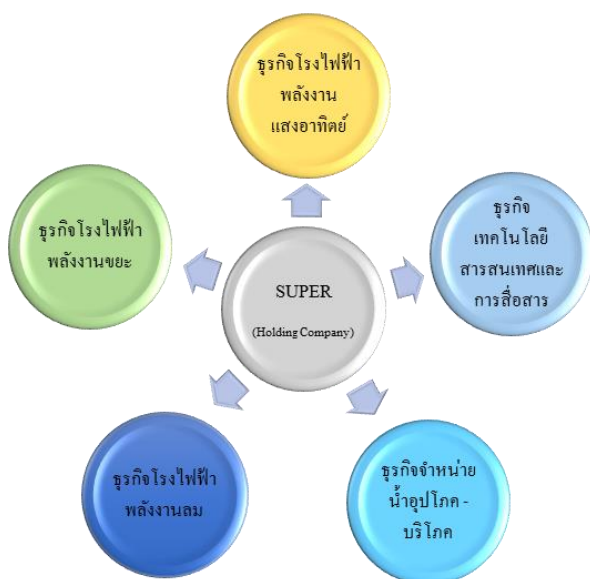 ธุรกิจโรงไฟฟ้า
พลังงาน
แสงอาทิตย์
ธุรกิจโรงไฟฟ้า
พลังงานขยะ
ธุรกิจ
เทคโนโลยี
สารสนเทศและ
การสื่อสาร
SUPER
(Holding Company)
ธุรกิจโรงไฟฟ้า
พลังงานลม
ธุรกิจจำหน่าย
น้ำอุปโภค -
บริโภค